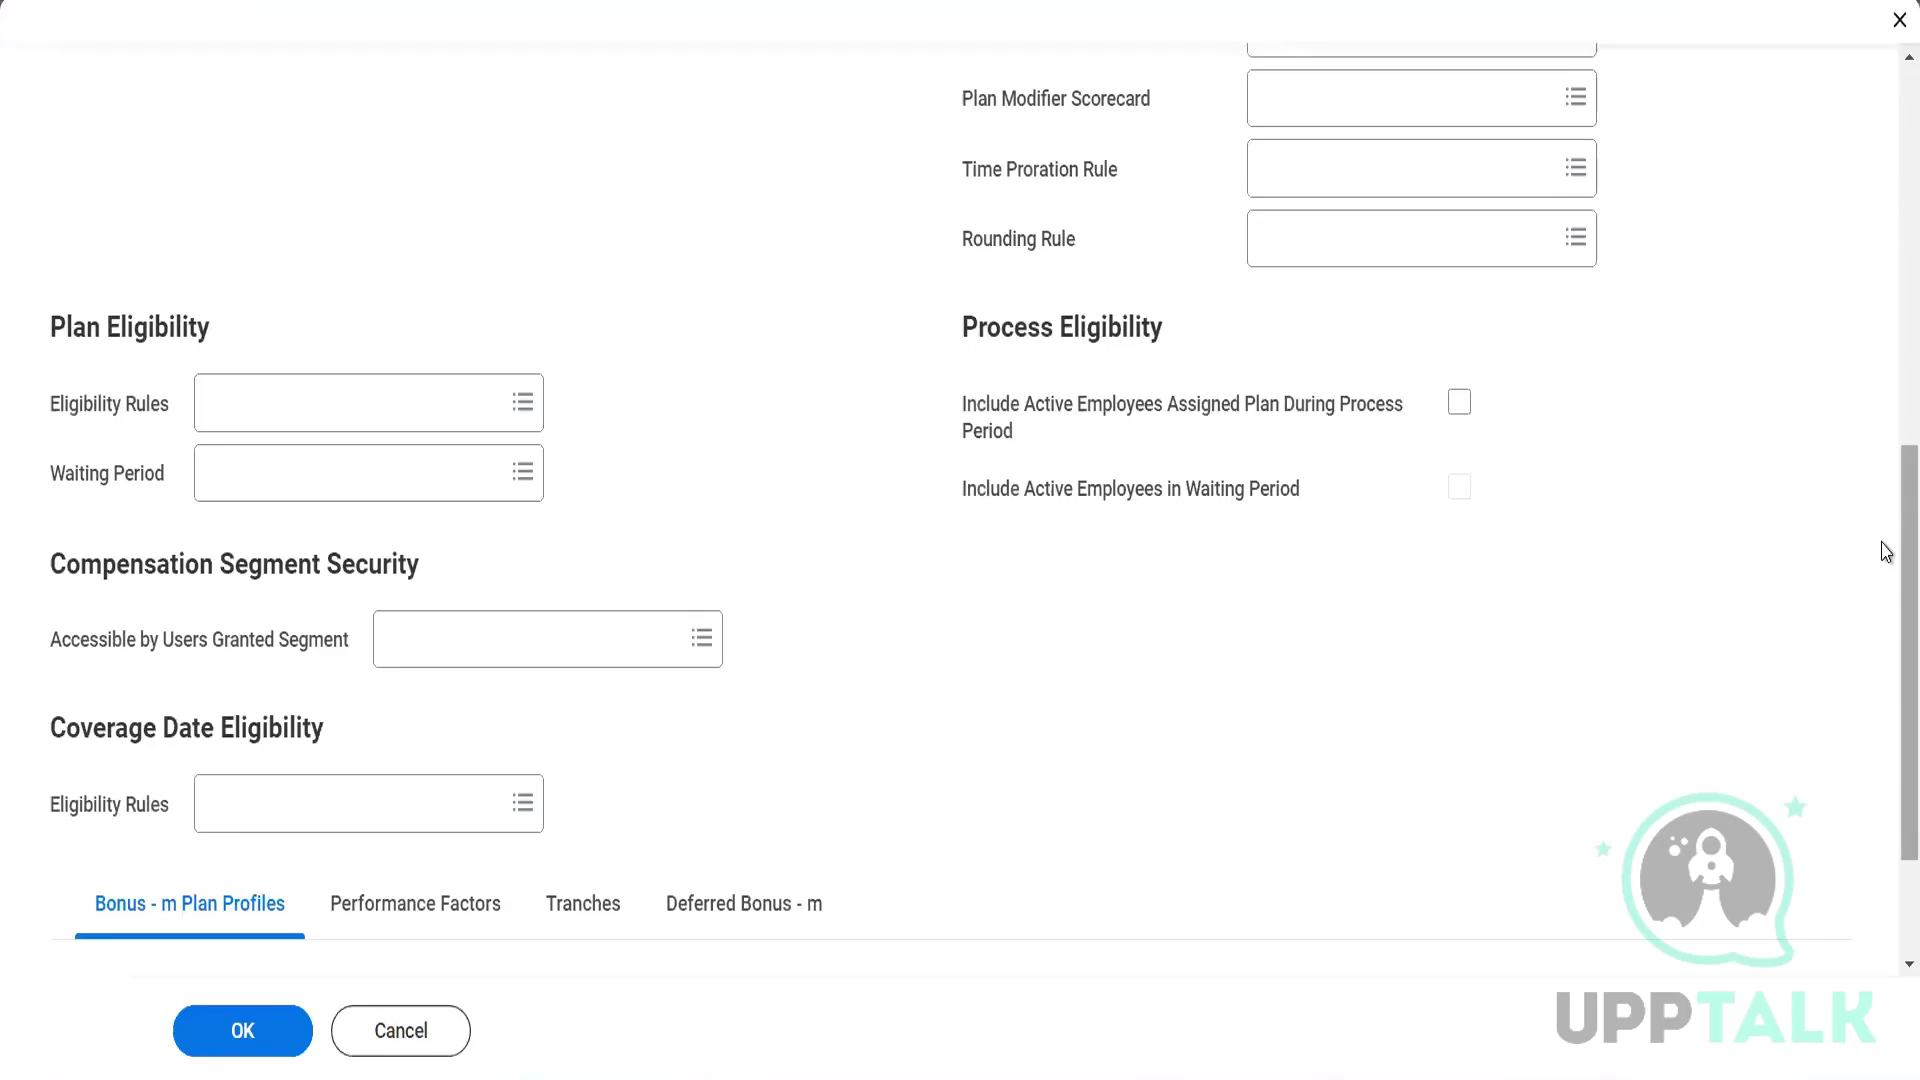 Plan Modifier Scorecard
Time Proration Rule
Rounding Rule
Plan Eligibility
Eligibility Rules
Waiting Period
Process Eligibility
Include Active Employees Assigned Plan During Process
Period
Include Active Employees in Waiting Period
Compensation Segment Security
Accessible by Users Granted Segment
Coverage Date Eligibility
Eligibility Rules
Bonus - m Plan Profiles Performance Factors Tranches Deferred Bonus - m
OK Cancel
UPPTALK